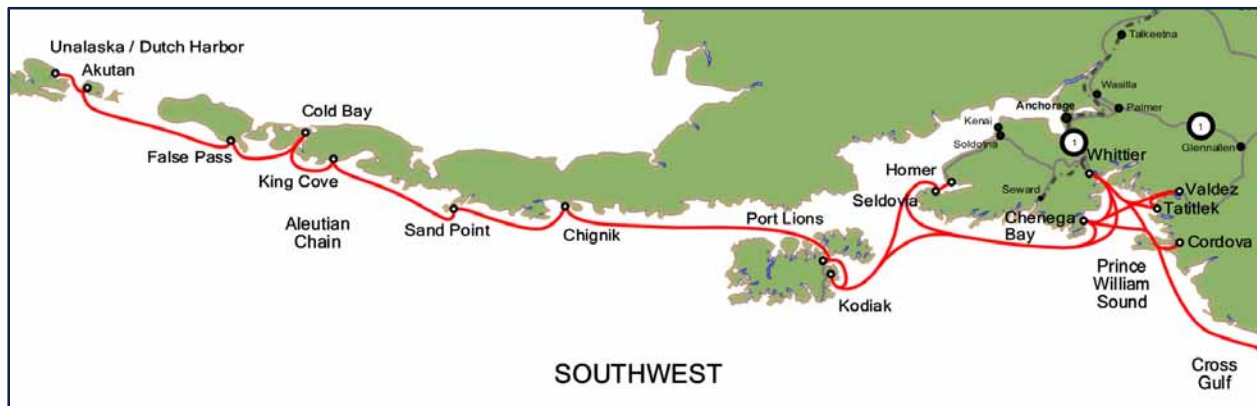 Unalaska / Dutch Harbor
Akutan
False Pass
Cold Bay
King Cove
Aleutian
Chain
Sand Point
Chignik
Port Lions
Kodiak
Homer
Seldovia
Kenai
Soldotna
Seward
Talkeetna
Wasilla
Palmer
Anchorage
1
1
Glennallen
Whittier
Valdez
Tatitlek
Chenega
Bay
Cordova
Prince
William
Sound
Cross
Gulf
SOUTHWEST